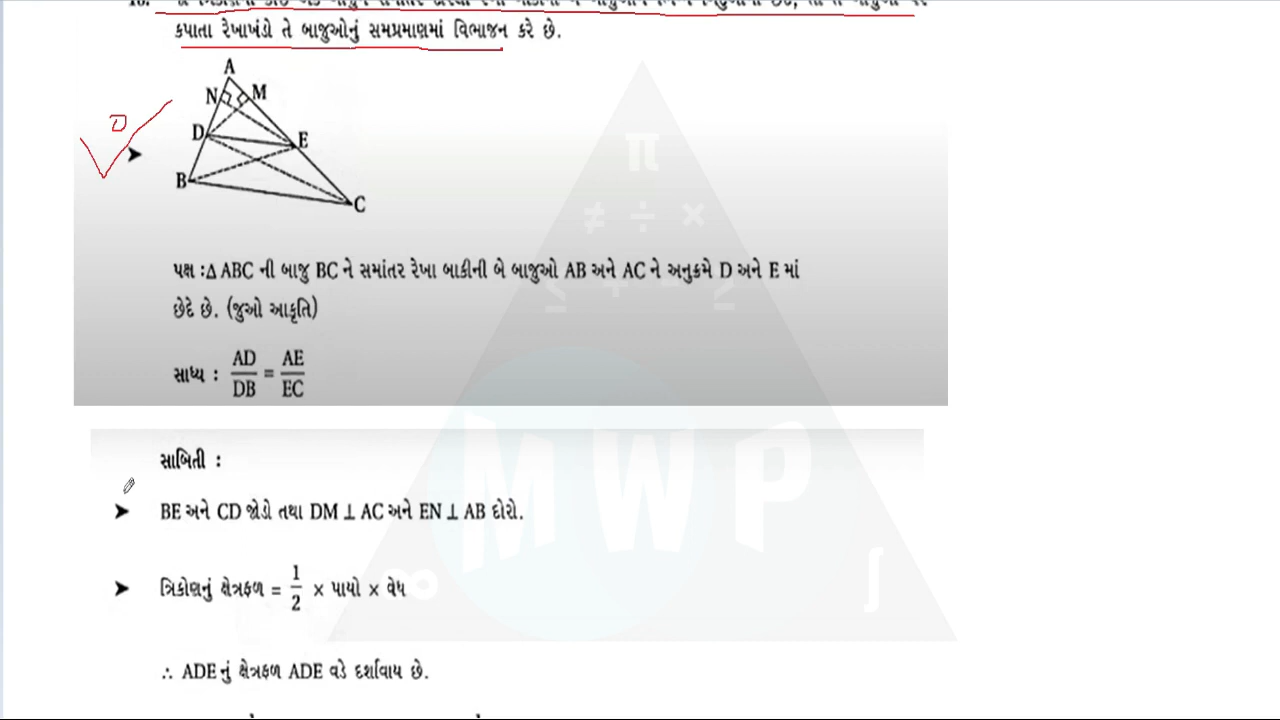 કપાતા રેખાખંડો તે બાજુઓનું સમપ્રમાણમાં વિભાજન કરે છે.
A
N M
D E
B
C
D
પક્ષ :Δ ABC ની બાજુ BC ને સમાંતર રેખા બાકીની બે બાજુઓ AB અને AC ને અનુક્રમે D અને E માં
છેદે છે. (જુઓ આકૃતિ)
સાધ્ય : AD/DB = AE/EC
સાબિતી :
➤ BE અને CD જોડો તથા DM ⊥ AC અને EN ⊥ AB દોરો.
➤ ત્રિકોણનું ક્ષેત્રફળ = 1/2 × પાયો × વેધ
∴ ADE નું ક્ષેત્રફળ ADE વડે દર્શાવાય છે.
π
≠ ÷ ×
≥ + - ≥
MWP
∞ ∫